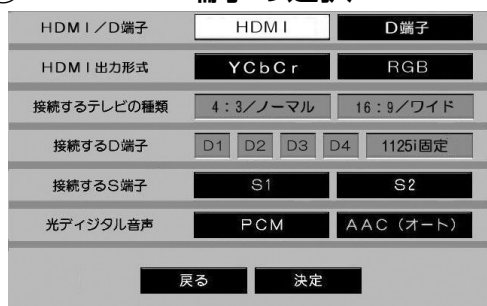 HDMI/D端子 HDMI D端子
HDMI出力形式 YCbCr RGB
接続するテレビの種類 4:3/ノーマル 16:9/ワイド
接続するD端子 D1 D2 D3 D4 1125i固定
接続するS端子 S1 S2
光ディジタル音声 PCM AAC(オート)
戻る 決定